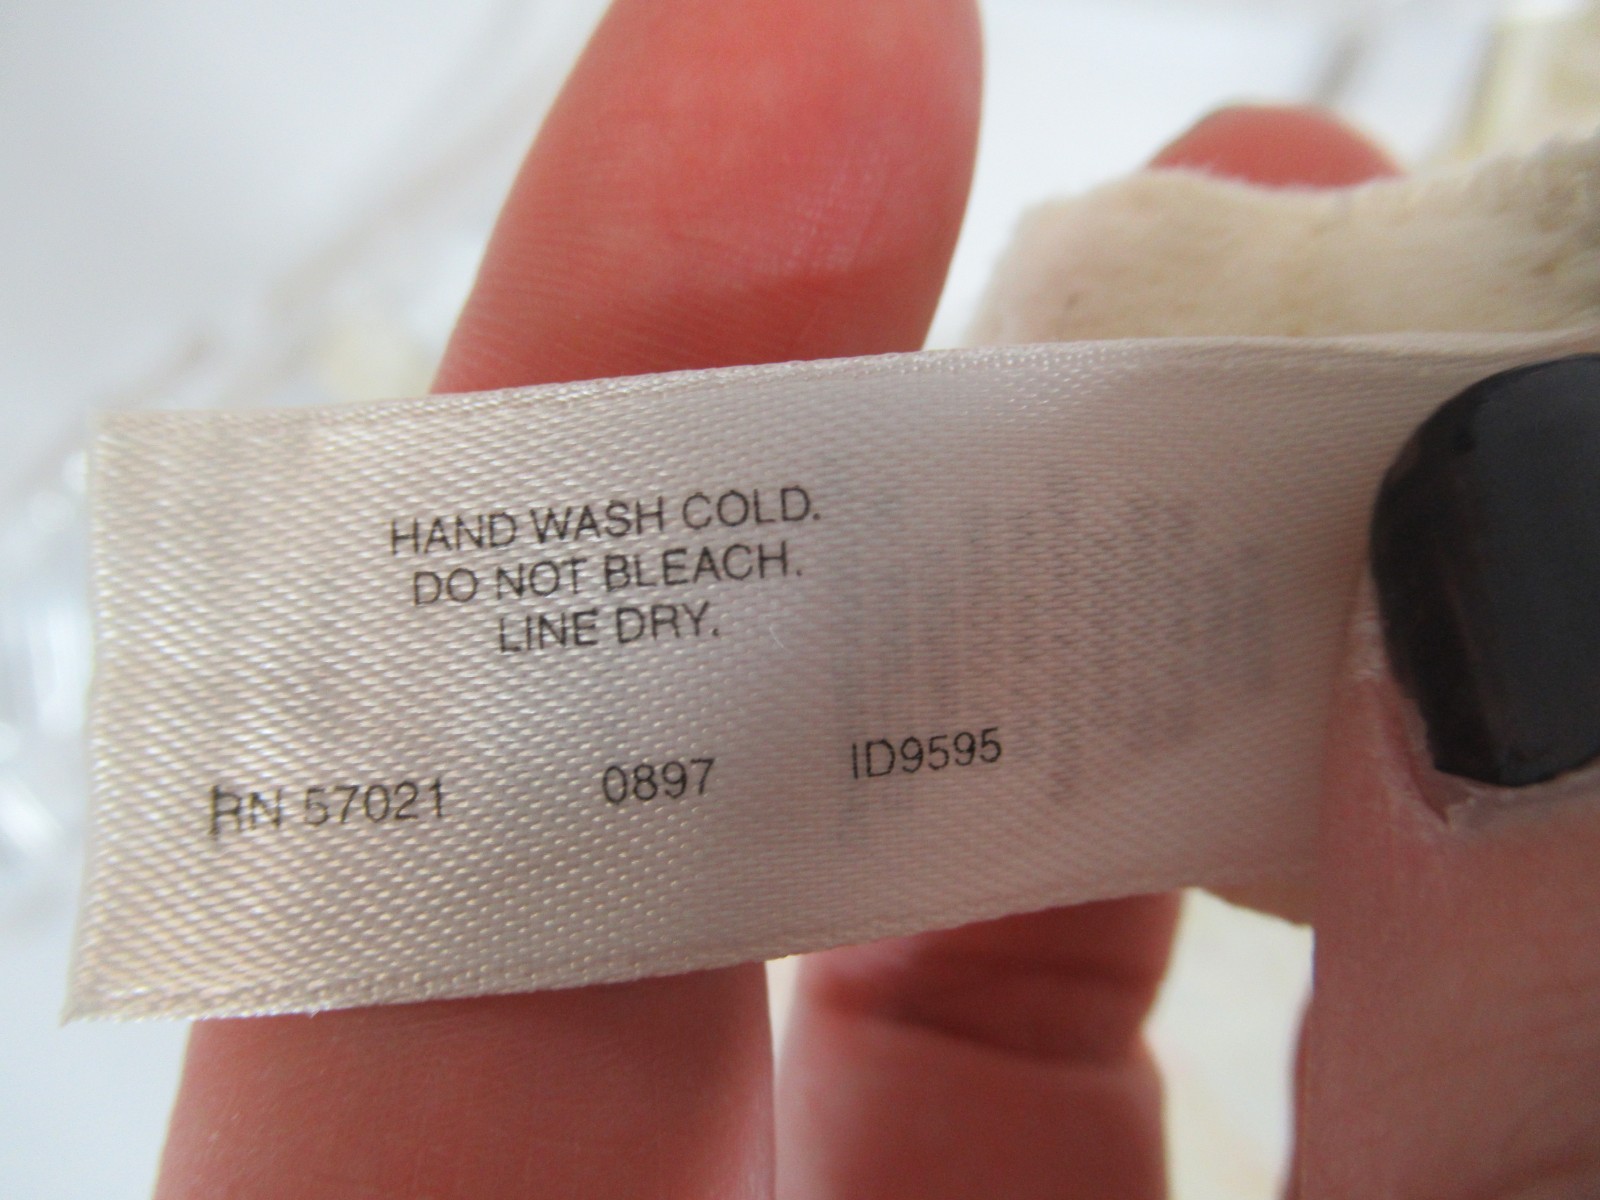 HAND WASH COLD.
DO NOT BLEACH.
LINE DRY.
RN 57021 0897 ID9595